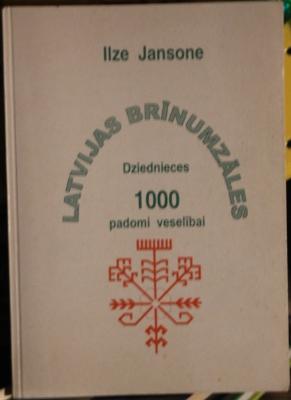 Ilze Jansone
LATVIJAS BRĪNUMZĀLES
Dziednieces
1000
padomi veselībai